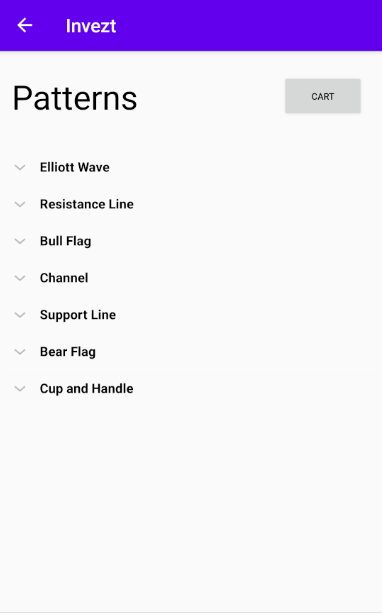 Invezt
Patterns
CART
Elliott Wave
Resistance Line
Bull Flag
Channel
Support Line
Bear Flag
Cup and Handle